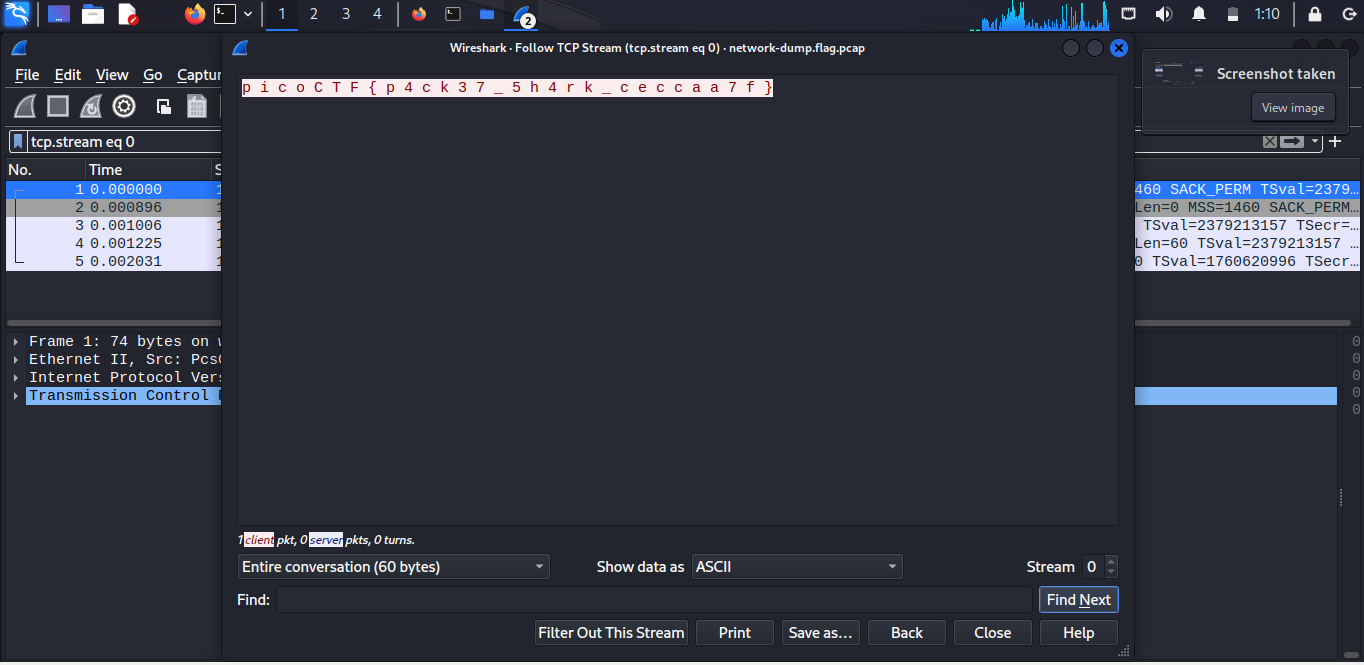 1 2 3 4 2 1:10
Wireshark · Follow TCP Stream (tcp.stream eq 0) · network-dump.flag.pcap
File Edit View Go
Screenshot taken
View image
p i c o C T F { p 4 c k 3 7 _ 5 h 4 r k _ c e c c a a 7 f }
tcp.stream eq 0
No. Time
1 0.000000 460 SACK_PERM TSval=2379…
2 0.000896 Len=0 MSS=1460 SACK_PERM…
3 0.001006 TSval=2379213157 TSecr=…
4 0.001225 Len=60 TSval=2379213157 …
5 0.002031 0 TSval=1760620996 TSecr…
Frame 1: 74 bytes on
Ethernet II, Src:
Internet Protocol
Transmission Control
0
0
0
0
0
1 client pkt, 0 server pkts, 0 turns.
Entire conversation (60 bytes) Show data as ASCII Stream 0
Find: Find Next
Filter Out This Stream Print Save as… Back Close Help